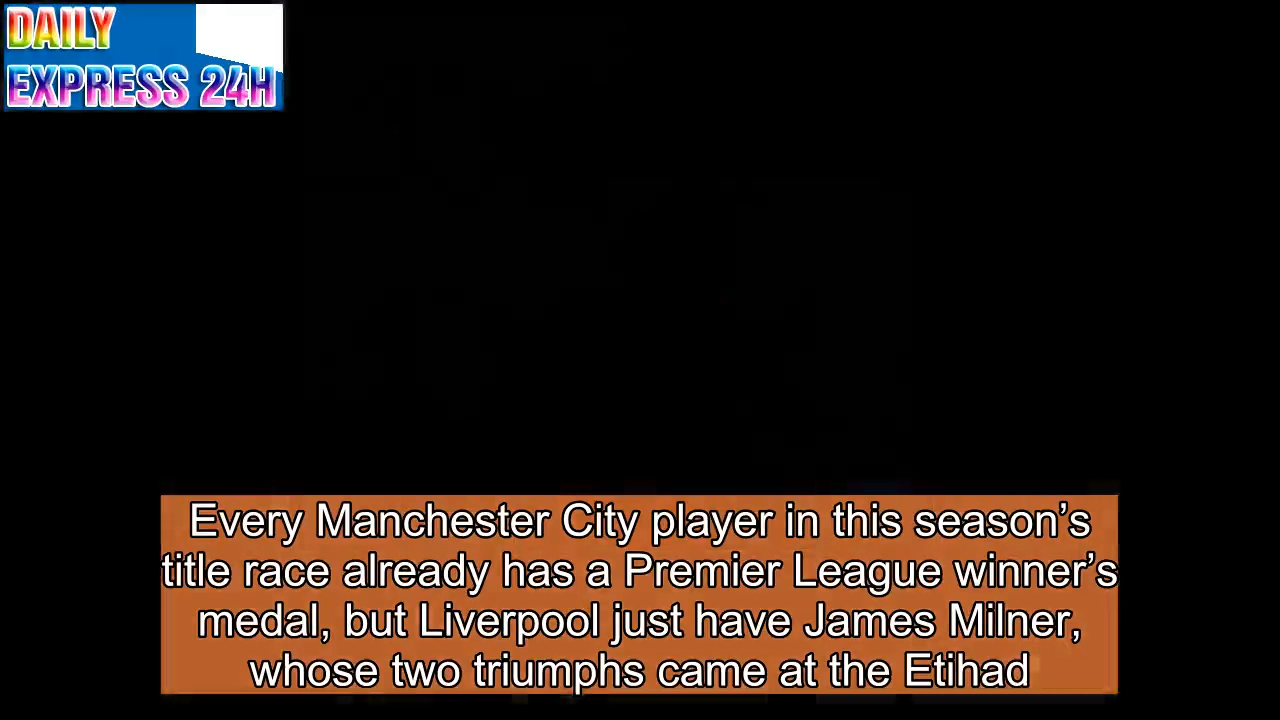 DAILY
EXPRESS 24H
Every Manchester City player in this season’s
title race already has a Premier League winner’s
medal, but Liverpool just have James Milner,
whose two triumphs came at the Etihad